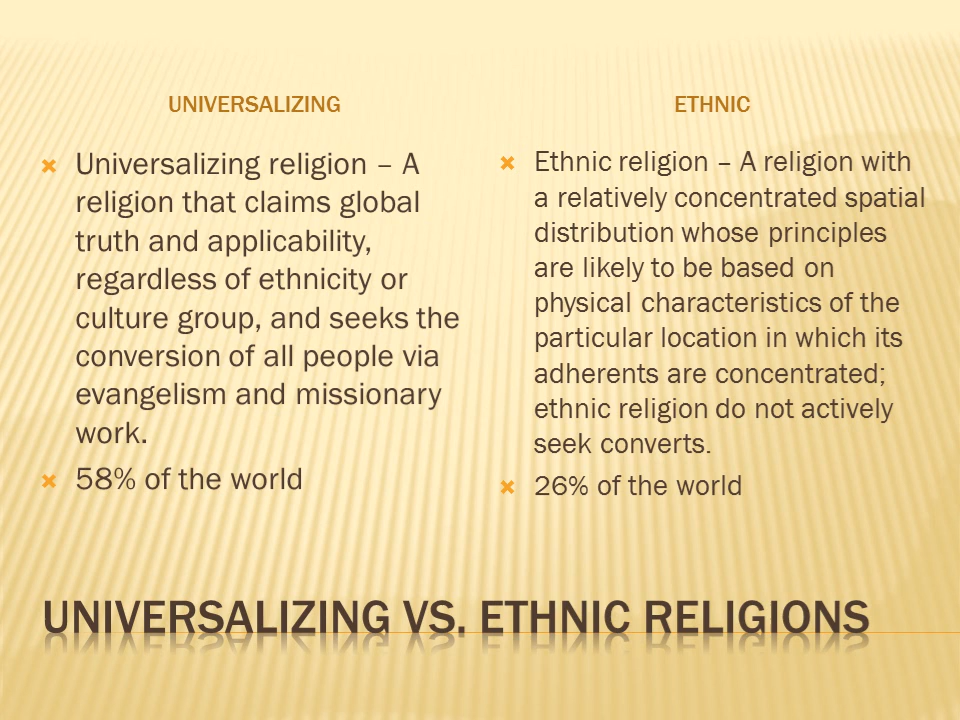 UNIVERSALIZING
Universalizing religion – A
religion that claims global
truth and applicability,
regardless of ethnicity or
culture group, and seeks the
conversion of all people via
evangelism and missionary
work.
58% of the world
ETHNIC
Ethnic religion – A religion with
a relatively concentrated spatial
distribution whose principles
are likely to be based on
physical characteristics of the
particular location in which its
adherents are concentrated;
ethnic religion do not actively
seek converts.
26% of the world
UNIVERSALIZING VS. ETHNIC RELIGIONS